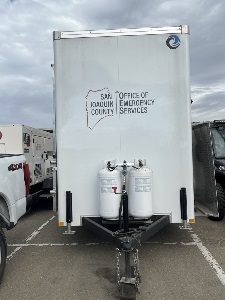 SAN
JOAQUIN
COUNTY
OFFICE OF
EMERGENCY
SERVICES